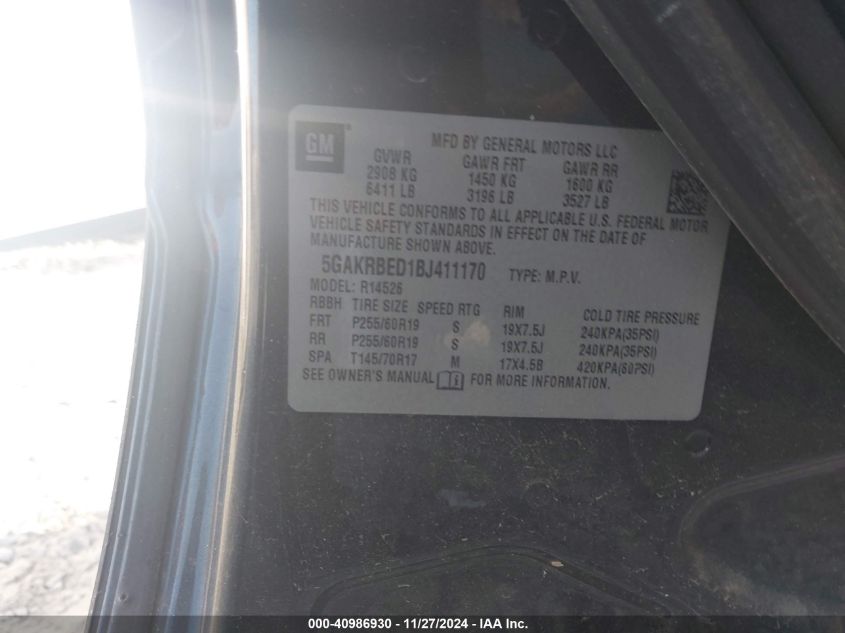 GM®
MFD BY GENERAL MOTORS LLC
GVWR GAWR FRT GAWR RR
2908 KG 1450 KG 1600 KG
6411 LB 3196 LB 3527 LB
THIS VEHICLE CONFORMS TO ALL APPLICABLE U.S. FEDERAL MOTOR
VEHICLE SAFETY STANDARDS IN EFFECT ON THE DATE OF
MANUFACTURE SHOWN ABOVE.
5GAKRBED1BJ411170 TYPE: M.P.V.
MODEL: R14526
RBBH TIRE SIZE SPEED RTG RIM COLD TIRE PRESSURE
FRT P255/60R19 S 19X7.5J 240KPA(35PSI)
RR P255/60R19 S 19X7.5J 240KPA(35PSI)
SPA T145/70R17 M 17X4.5B 420KPA(60PSI)
SEE OWNER'S MANUAL FOR MORE INFORMATION.
000-40986930 - 11/27/2024 - IAA Inc.